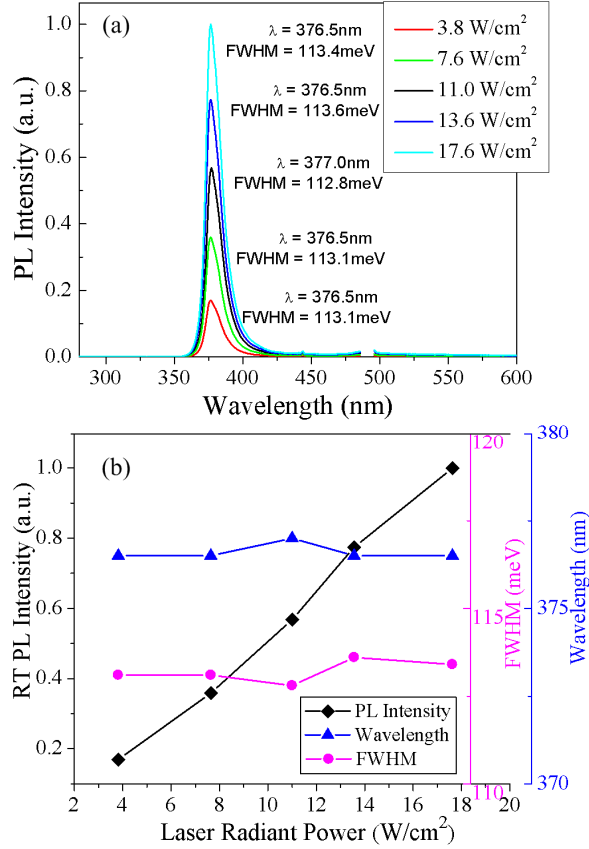 (a)
λ = 376.5nm
FWHM = 113.4meV
λ = 376.5nm
FWHM = 113.6meV
λ = 377.0nm
FWHM = 112.8meV
λ = 376.5nm
FWHM = 113.1meV
λ = 376.5nm
FWHM = 113.1meV
3.8 W/cm²
7.6 W/cm²
11.0 W/cm²
13.6 W/cm²
17.6 W/cm²
PL Intensity (a.u.)
1.0
0.8
0.6
0.4
0.2
0.0
300 350 400 450 500 550 600
Wavelength (nm)
(b)
RT PL Intensity (a.u.)
1.0
0.8
0.6
0.4
0.2
PL Intensity
Wavelength
FWHM
2 4 6 8 10 12 14 16 18 20
Laser Radiant Power (W/cm²)
120
115
110
FWHM (meV)
380
375
370
Wavelength (nm)